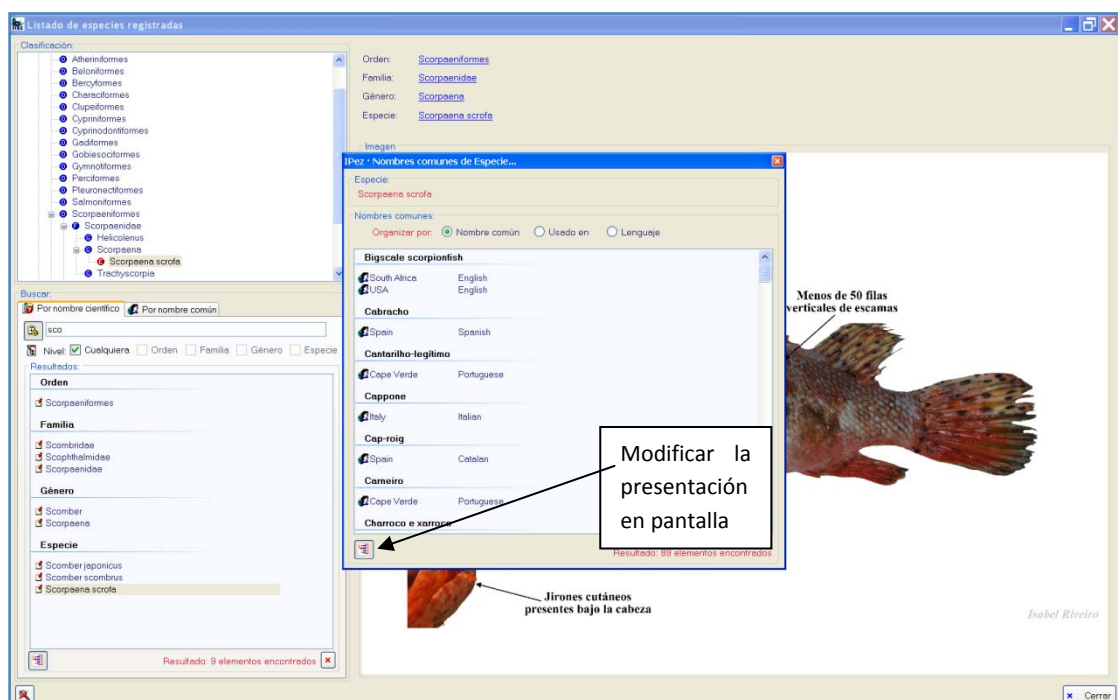 Listado de especies registradas
Clasificación:
Atheriniformes
Beloniformes
Bercyformes
Characiformes
Clupeiformes
Cypriniformes
Cyprinodontiformes
Gadiformes
Gobiesociformes
Gymnotiformes
Perciformes
Pleuronectiformes
Salmoniformes
Scorpaeniformes
Scorpaenidae
Helicolenus
Scorpaena
Scorpaena scrofa
Trachyscorpia
Buscar:
Por nombre científico Por nombre común
sco
Nivel: Cualquiera Orden Familia Género Especie
Resultados:
Orden
Scorpaeniformes
Familia
Scombridae
Scophthalmidae
Scorpaenidae
Género
Scomber
Scorpaena
Especie
Scomber japonicus
Scomber scombrus
Scorpaena scrofa
Resultado: 9 elementos encontrados
Orden: Scorpaeniformes
Familia: Scorpaenidae
Género: Scorpaena
Especie: Scorpaena scrofa
Imagen
IPez · Nombres comunes de Especie...
Especie:
Scorpaena scrofa
Nombres comunes:
Organizar por: Nombre común Usado en Lenguaje
Bigscale scorpionfish
South Africa English
USA English
Cabracho
Spain Spanish
Cantarilho-legítimo
Cape Verde Portuguese
Cappone
Italy Italian
Cap-roig
Spain Catalan
Carneiro
Cape Verde Portuguese
Charroco e xarroco
Resultado: 89 elementos encontrados
Modificar la
presentación
en pantalla
Menos de 50 filas
verticales de escamas
Jirones cutáneos
presentes bajo la cabeza
Isabel Riveiro
Cerrar